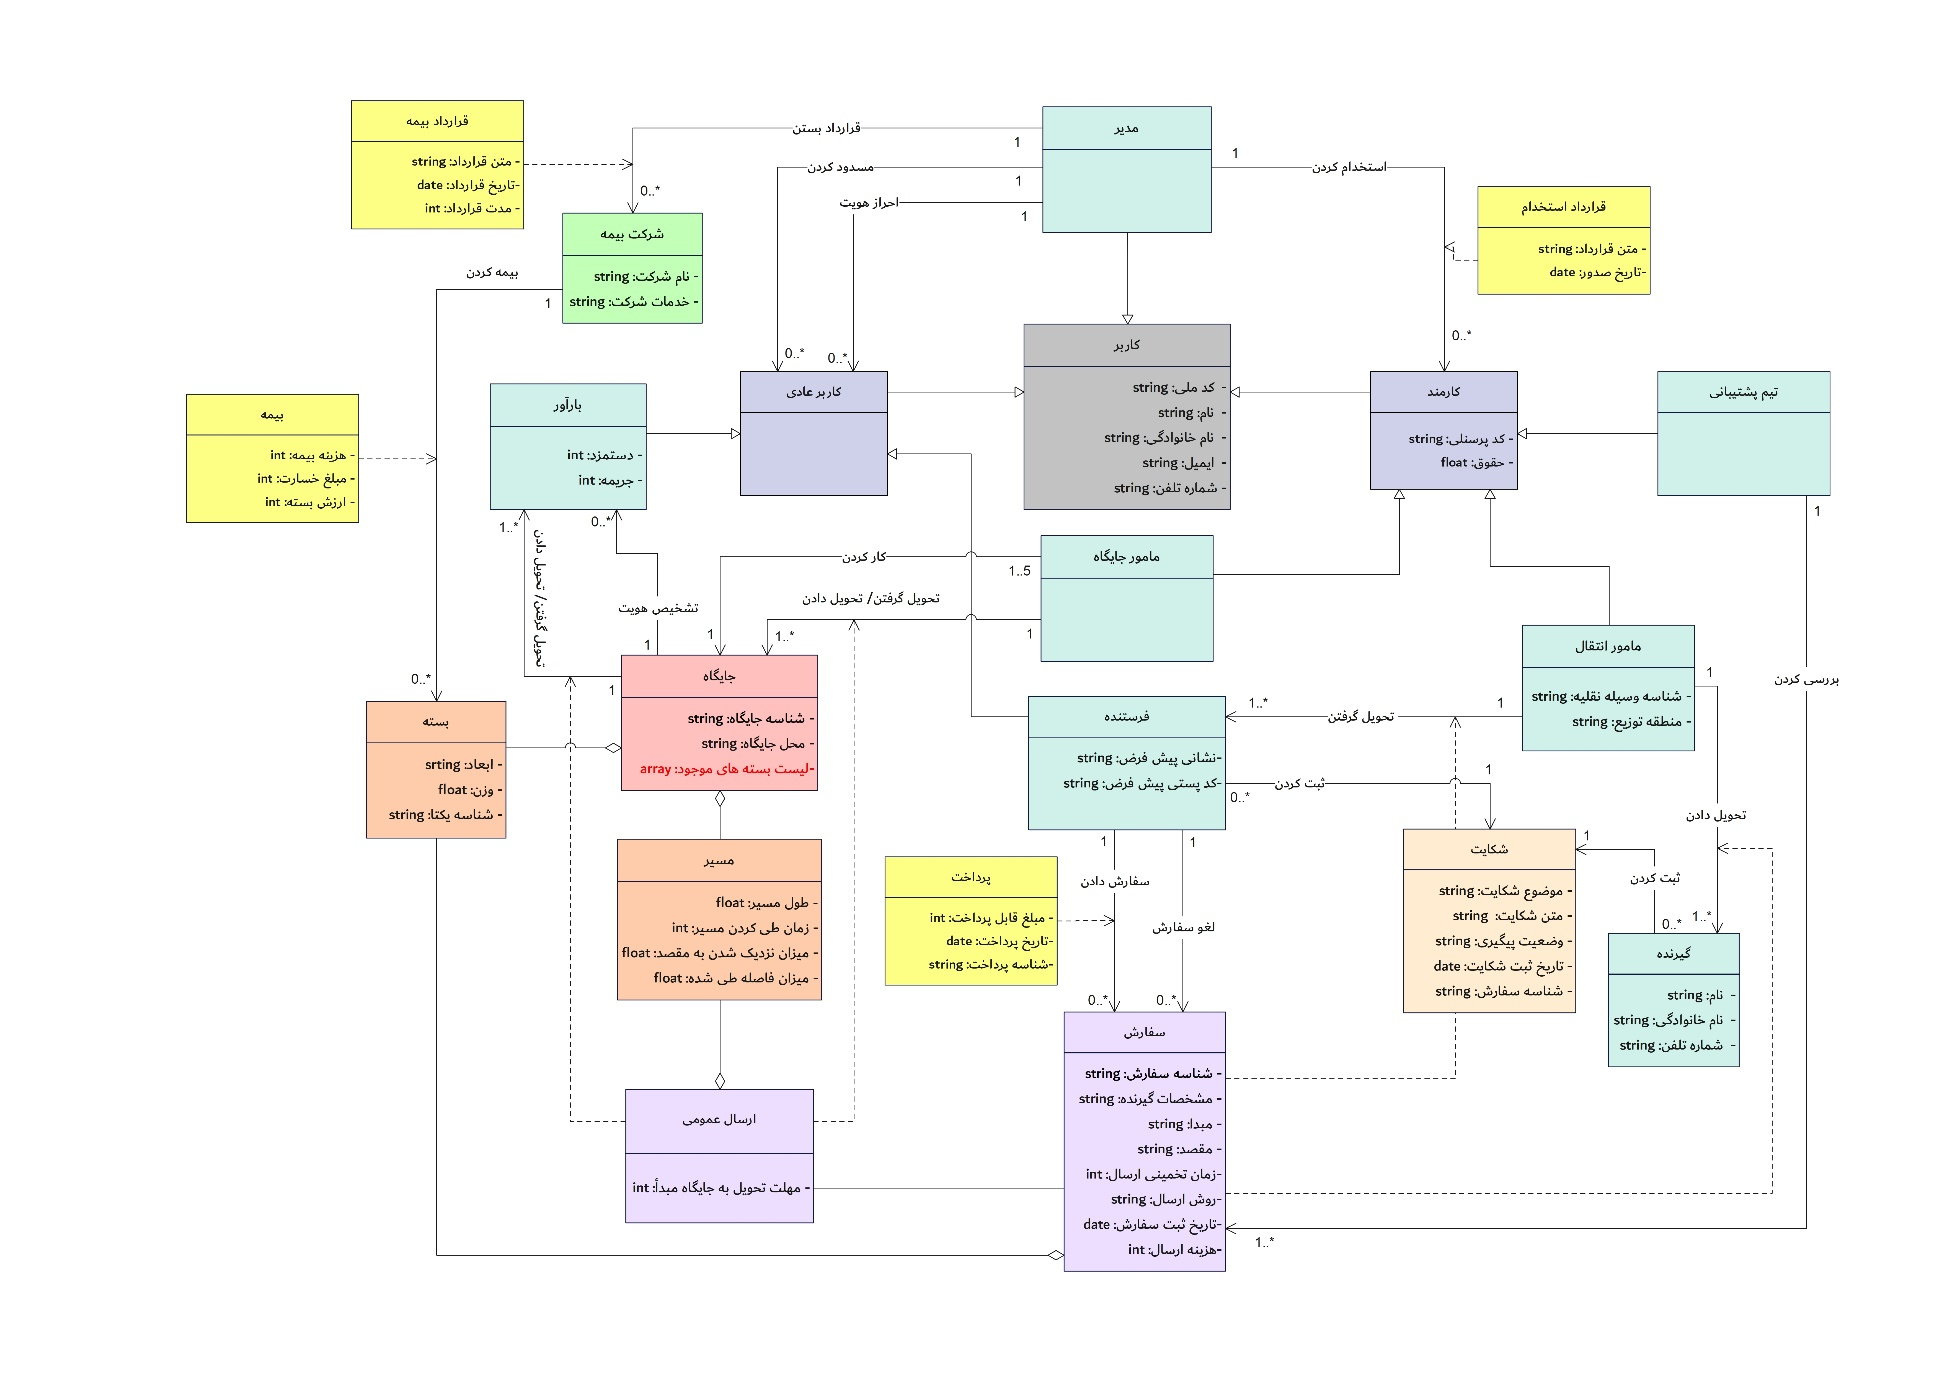 قرارداد بیمه
- متن قرارداد: string
-تاریخ قرارداد: date
- مدت قرارداد: int
قرارداد بستن
1
0..*
مسدود کردن
1
0..*
احراز هویت
1
0..*
مدیر
1
استخدام کردن
0..*
قرارداد استخدام
- متن قرارداد: string
-تاریخ صدور: date
شرکت بیمه
- نام شرکت: string
- خدمات شرکت: string
بیمه کردن
1
0..*
بیمه
- هزینه بیمه: int
- مبلغ خسارت: int
- ارزش بسته: int
بارآور
- دستمزد: int
- جریمه: int
کاربر عادی
کاربر
- کد ملی: string
- نام: string
- نام خانوادگی: string
- ایمیل: string
- شماره تلفن: string
کارمند
- کد پرسنلی: string
- حقوق: float
تیم پشتیبانی
1
بررسی کردن
1..*
1..*
تحویل گرفتن/ تحویل دادن
1
0..*
تشخیص هویت
1
کار کردن
1..5
1
تحویل گرفتن/ تحویل دادن
1
1..*
مامور جایگاه
مامور انتقال
- شناسه وسیله نقلیه: string
- منطقه توزیع: string
1
تحویل گرفتن
1..*
1
تحویل دادن
1..*
جایگاه
- شناسه جایگاه: string
- محل جایگاه: string
-لیست بسته های موجود: array
بسته
- ابعاد: srting
- وزن: float
- شناسه یکتا: string
فرستنده
-نشانی پیش فرض: string
-کد پستی پیش فرض: string
ثبت کردن
0..*
1
1
سفارش دادن
0..*
1
لغو سفارش
0..*
مسیر
- طول مسیر: float
- زمان طی کردن مسیر: int
- میزان نزدیک شدن به مقصد: float
- میزان فاصله طی شده: float
پرداخت
- مبلغ قابل پرداخت: int
-تاریخ پرداخت: date
-شناسه پرداخت: string
شکایت
- موضوع شکایت: string
- متن شکایت: string
- وضعیت پیگیری: string
- تاریخ ثبت شکایت: date
- شناسه سفارش: string
1
ثبت کردن
0..*
گیرنده
- نام: string
- نام خانوادگی: string
- شماره تلفن: string
ارسال عمومی
- مهلت تحویل به جایگاه مبدأ: int
سفارش
- شناسه سفارش: string
- مشخصات گیرنده: string
- مبدا: string
- مقصد: string
-زمان تخمینی ارسال: int
-روش ارسال: string
-تاریخ ثبت سفارش: date
-هزینه ارسال: int